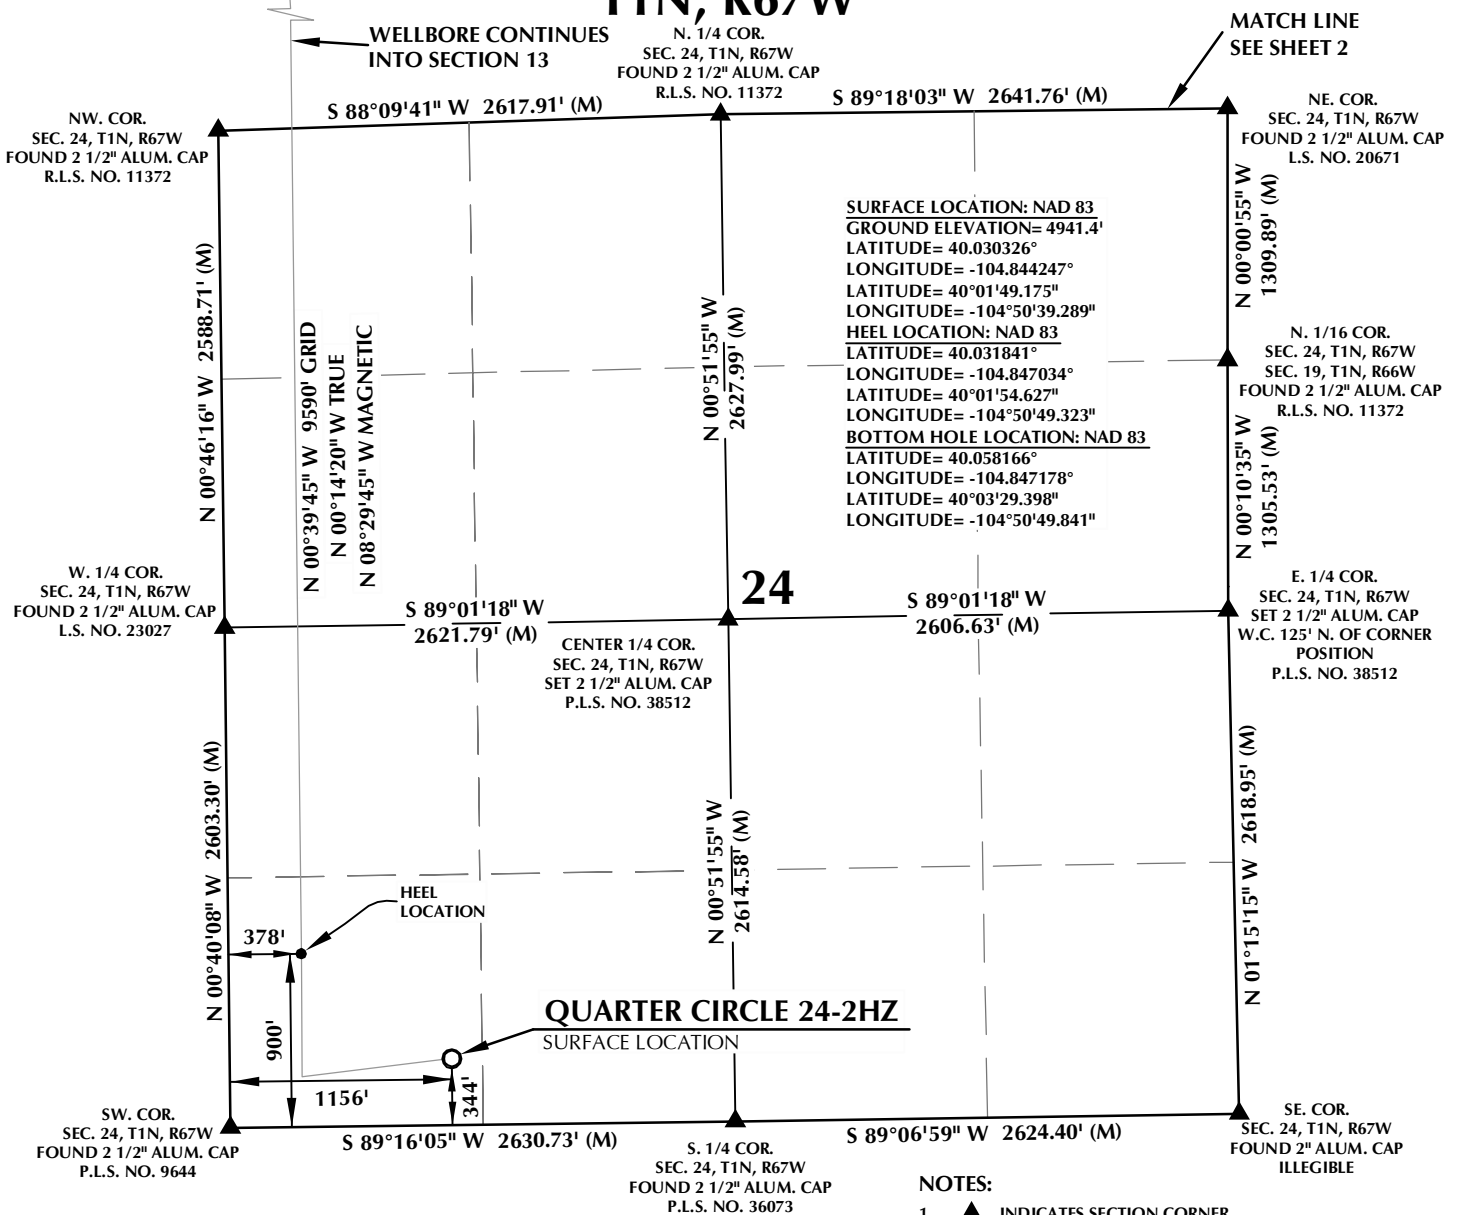 T1N, R67W
WELLBORE CONTINUES
INTO SECTION 13
N. 1/4 COR.
SEC. 24, T1N, R67W
FOUND 2 1/2" ALUM. CAP
R.L.S. NO. 11372
MATCH LINE
SEE SHEET 2
NW. COR.
SEC. 24, T1N, R67W
FOUND 2 1/2" ALUM. CAP
R.L.S. NO. 11372
S 88°09'41" W 2617.91' (M)
S 89°18'03" W 2641.76' (M)
NE. COR.
SEC. 24, T1N, R67W
FOUND 2 1/2" ALUM. CAP
L.S. NO. 20671
N 00°46'16" W 2588.71' (M)
N 00°39'45" W 9590' GRID
N 00°14'20" W TRUE
N 08°29'45" W MAGNETIC
N 00°51'55" W
2627.99' (M)
SURFACE LOCATION: NAD 83
GROUND ELEVATION= 4941.4'
LATITUDE= 40.030326°
LONGITUDE= -104.844247°
LATITUDE= 40°01'49.175"
LONGITUDE= -104°50'39.289"
HEEL LOCATION: NAD 83
LATITUDE= 40.031841°
LONGITUDE= -104.847034°
LATITUDE= 40°01'54.627"
LONGITUDE= -104°50'49.323"
BOTTOM HOLE LOCATION: NAD 83
LATITUDE= 40.058166°
LONGITUDE= -104.847178°
LATITUDE= 40°03'29.398"
LONGITUDE= -104°50'49.841"
N 00°00'55" W
1309.89' (M)
N. 1/16 COR.
SEC. 24, T1N, R67W
SEC. 19, T1N, R66W
FOUND 2 1/2" ALUM. CAP
R.L.S. NO. 11372
N 00°10'35" W
1305.53' (M)
W. 1/4 COR.
SEC. 24, T1N, R67W
FOUND 2 1/2" ALUM. CAP
L.S. NO. 23027
S 89°01'18" W
2621.79' (M)
24
CENTER 1/4 COR.
SEC. 24, T1N, R67W
SET 2 1/2" ALUM. CAP
P.L.S. NO. 38512
S 89°01'18" W
2606.63' (M)
E. 1/4 COR.
SEC. 24, T1N, R67W
SET 2 1/2" ALUM. CAP
W.C. 125' N. OF CORNER
POSITION
P.L.S. NO. 38512
N 00°40'08" W 2603.30' (M)
N 00°51'55" W
2614.58' (M)
N 01°15'15" W 2618.95' (M)
HEEL
LOCATION
378'
900'
QUARTER CIRCLE 24-2HZ
SURFACE LOCATION
1156'
344'
SW. COR.
SEC. 24, T1N, R67W
FOUND 2 1/2" ALUM. CAP
P.L.S. NO. 9644
S 89°16'05" W 2630.73' (M)
S. 1/4 COR.
SEC. 24, T1N, R67W
FOUND 2 1/2" ALUM. CAP
P.L.S. NO. 36073
S 89°06'59" W 2624.40' (M)
SE. COR.
SEC. 24, T1N, R67W
FOUND 2" ALUM. CAP
ILLEGIBLE
NOTES:
1. INDICATES SECTION CORNER